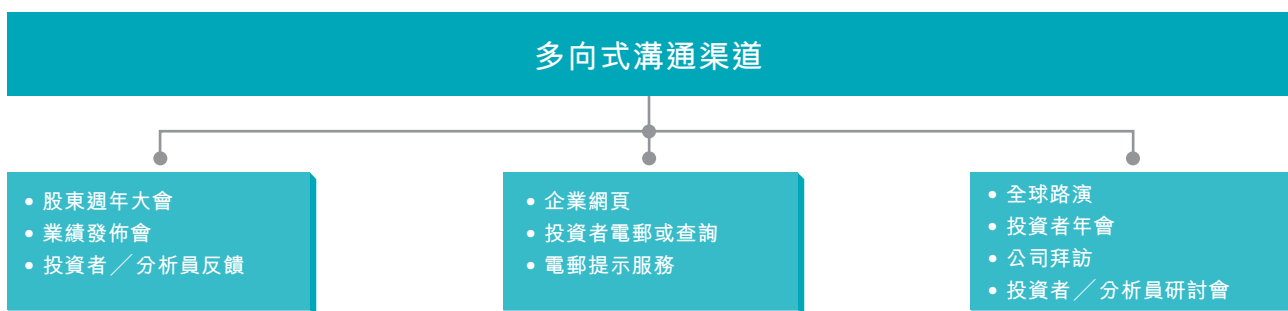 多向式溝通渠道
• 股東週年大會
• 業績發佈會
• 投資者╱分析員反饋
• 企業網頁
• 投資者電郵或查詢
• 電郵提示服務
• 全球路演
• 投資者年會
• 公司拜訪
• 投資者╱分析員研討會